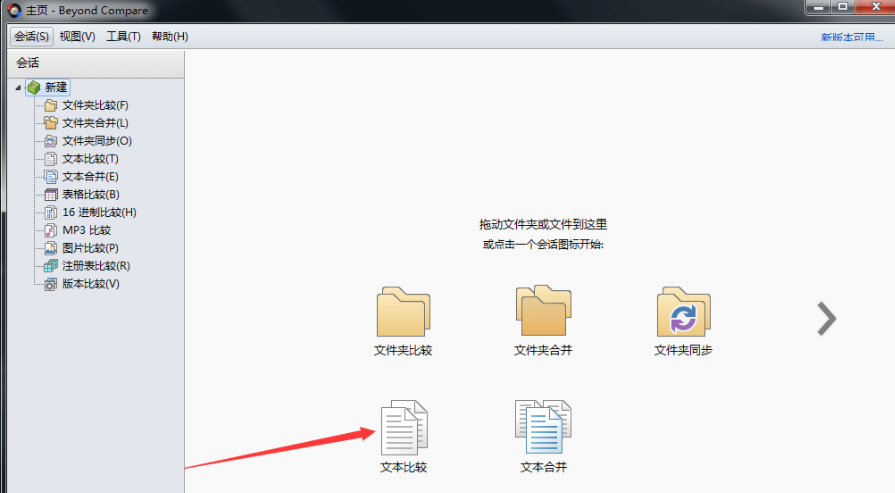 主页 - Beyond Compare
会话(S) 视图(V) 工具(T) 帮助(H)
新版本可用...
会话
新建
文件夹比较(F)
文件夹合并(L)
文件夹同步(O)
文本比较(T)
文本合并(E)
表格比较(B)
16 进制比较(H)
MP3 比较
图片比较(P)
注册表比较(R)
版本比较(V)
拖动文件夹或文件到这里
或点击一个会话图标开始:
文件夹比较 文件夹合并 文件夹同步
文本比较 文本合并